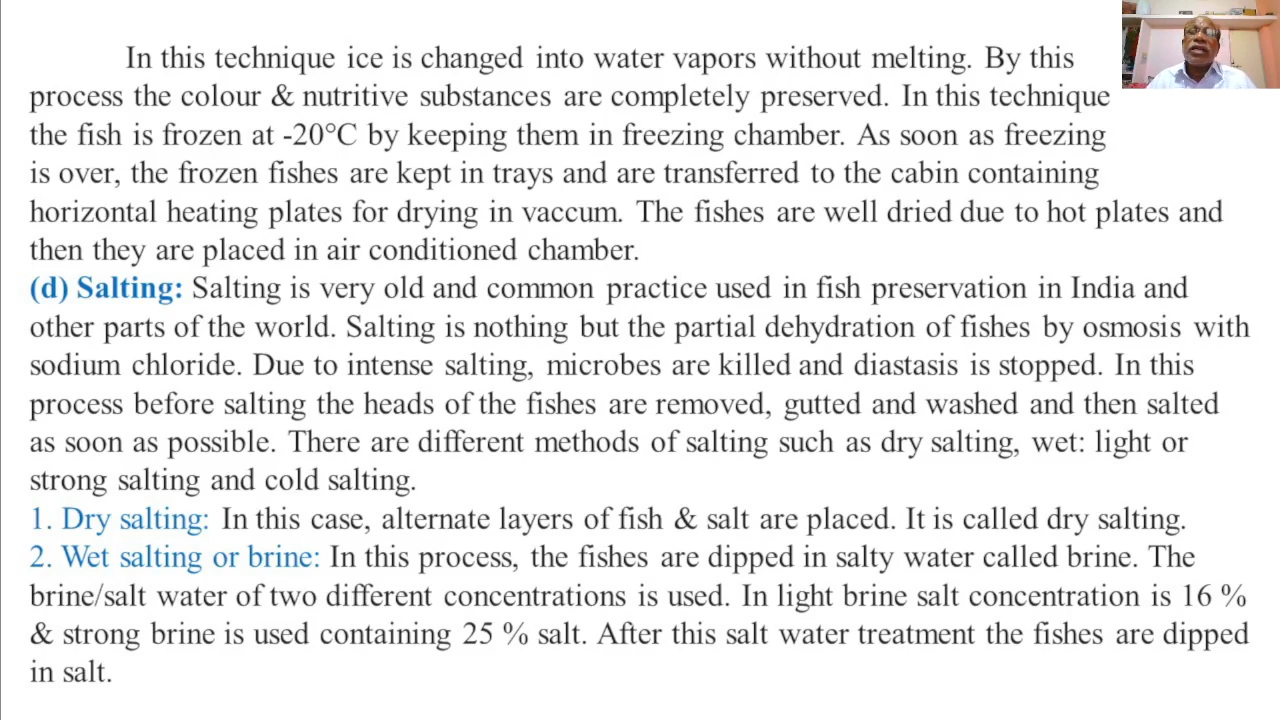 In this technique ice is changed into water vapors without melting. By this
process the colour & nutritive substances are completely preserved. In this technique
the fish is frozen at -20°C by keeping them in freezing chamber. As soon as freezing
is over, the frozen fishes are kept in trays and are transferred to the cabin containing
horizontal heating plates for drying in vaccum. The fishes are well dried due to hot plates and
then they are placed in air conditioned chamber.
(d) Salting: Salting is very old and common practice used in fish preservation in India and
other parts of the world. Salting is nothing but the partial dehydration of fishes by osmosis with
sodium chloride. Due to intense salting, microbes are killed and diastasis is stopped. In this
process before salting the heads of the fishes are removed, gutted and washed and then salted
as soon as possible. There are different methods of salting such as dry salting, wet: light or
strong salting and cold salting.
1. Dry salting: In this case, alternate layers of fish & salt are placed. It is called dry salting.
2. Wet salting or brine: In this process, the fishes are dipped in salty water called brine. The
brine/salt water of two different concentrations is used. In light brine salt concentration is 16 %
& strong brine is used containing 25 % salt. After this salt water treatment the fishes are dipped
in salt.